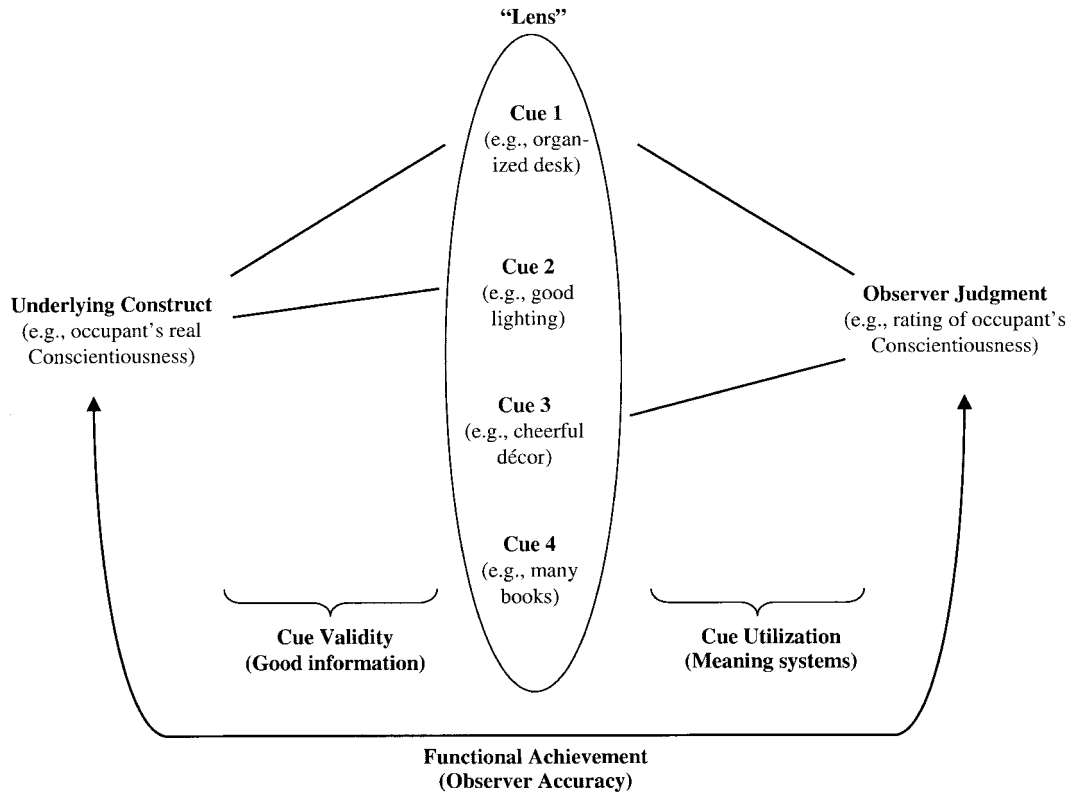 “Lens”
Cue 1
(e.g., organ-
ized desk)
Cue 2
(e.g., good
lighting)
Underlying Construct
(e.g., occupant's real
Conscientiousness)
Observer Judgment
(e.g., rating of occupant's
Conscientiousness)
Cue 3
(e.g., cheerful
décor)
Cue 4
(e.g., many
books)
Cue Validity
(Good information)
Cue Utilization
(Meaning systems)
Functional Achievement
(Observer Accuracy)